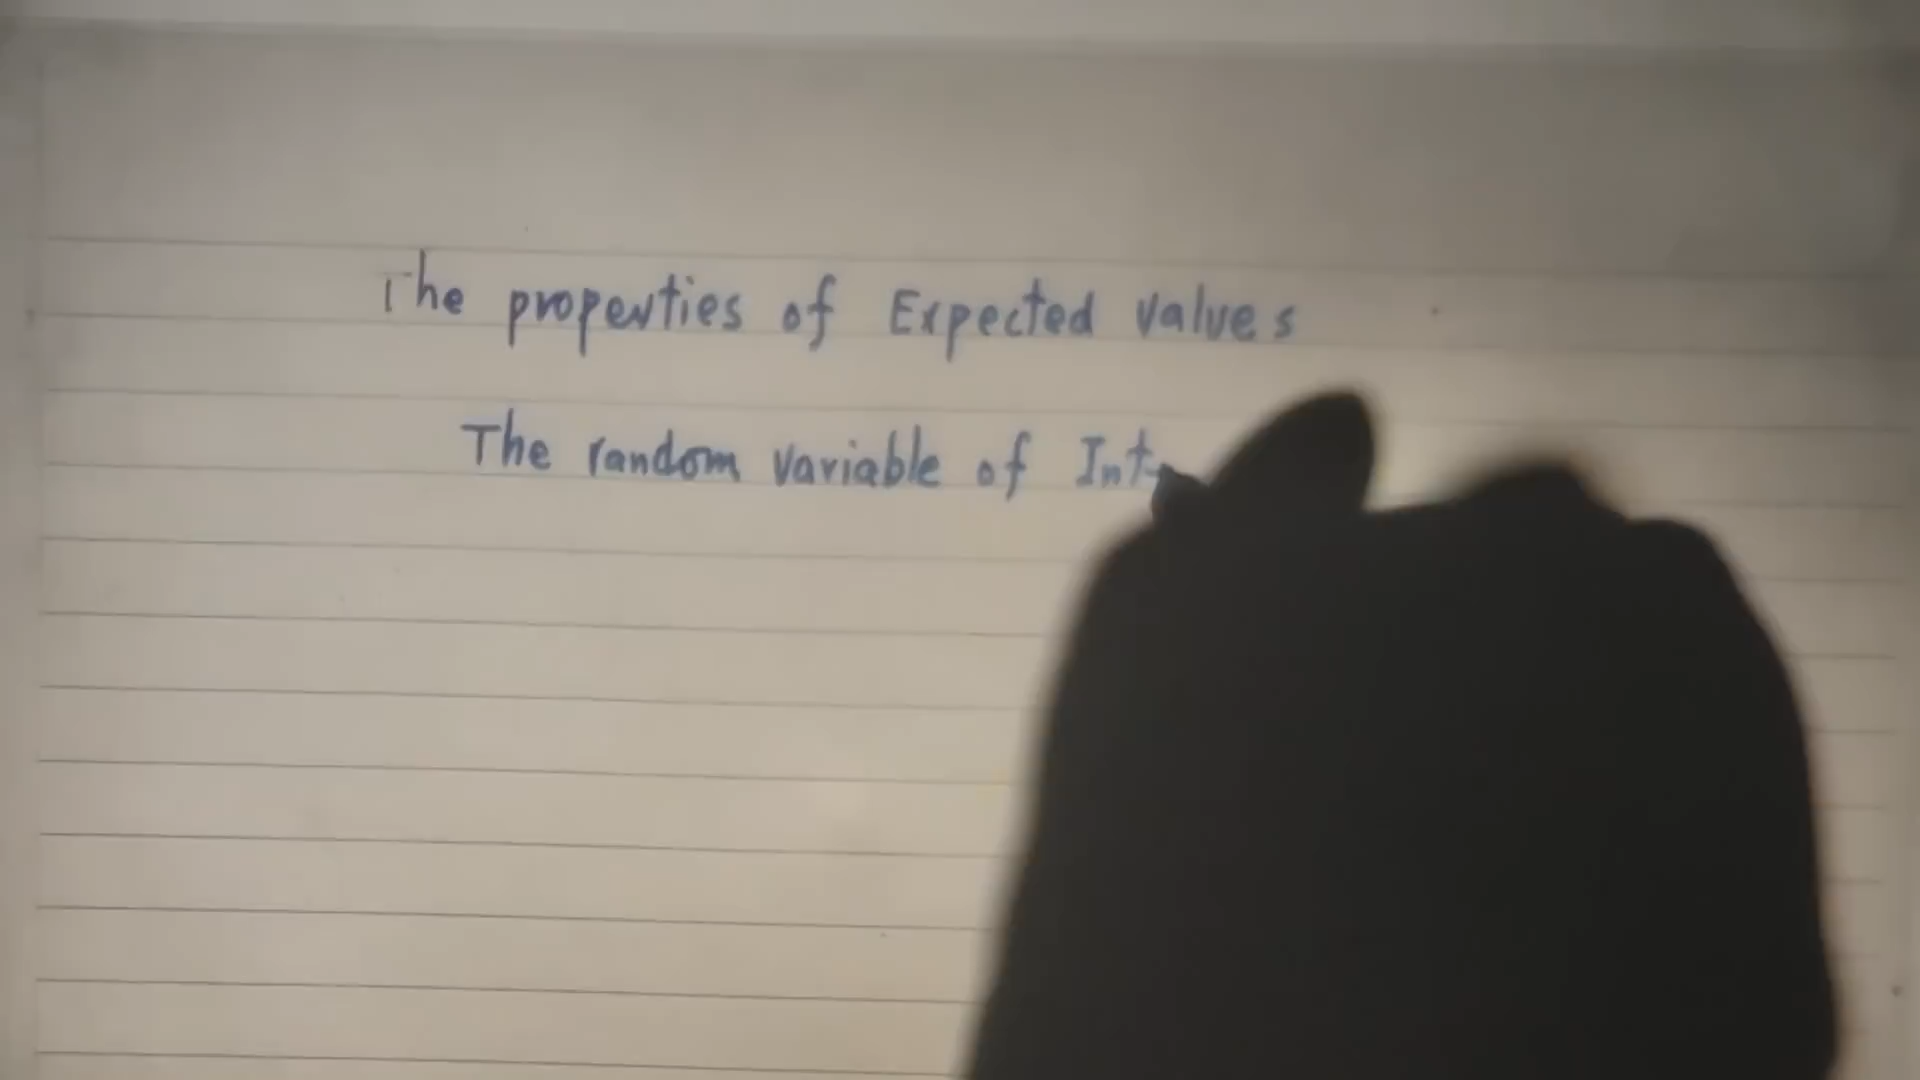 The properties of Expected values
The random variable of